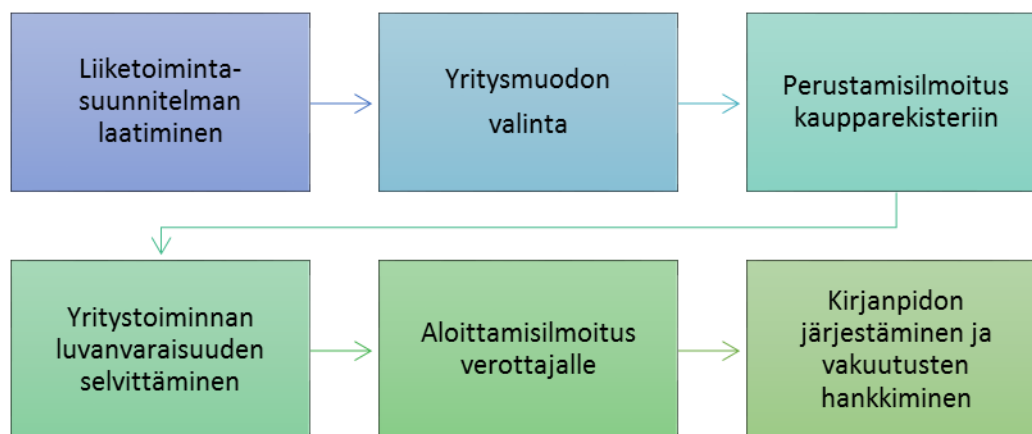 Liiketoiminta-
suunnitelman
laatiminen
Yritysmuodon
valinta
Perustamisilmoitus
kaupparekisteriin
Yritystoiminnan
luvanvaraisuuden
selvittäminen
Aloittamisilmoitus
verottajalle
Kirjanpidon
järjestäminen ja
vakuutusten
hankkiminen